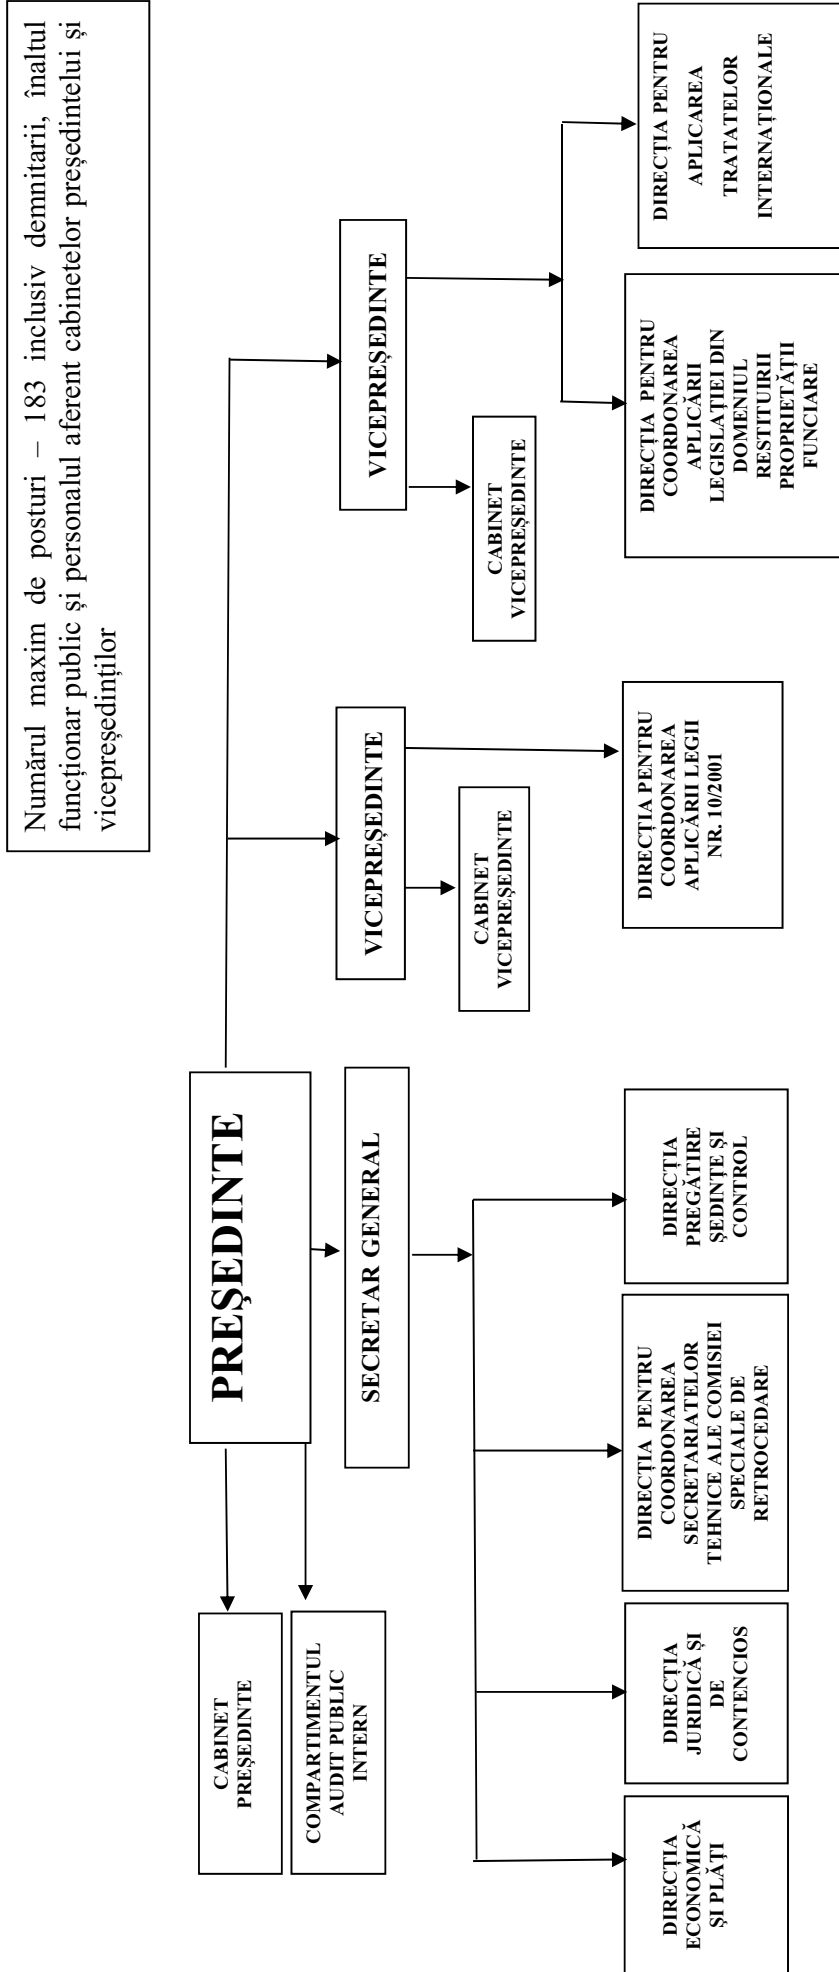 Numărul maxim de posturi – 183 inclusiv demnitarii, înaltul
funcționar public și personalul aferent cabinetelor președintelui și
vicepreședinților
PREȘEDINTE
CABINET
PREȘEDINTE
COMPARTIMENTUL
AUDIT PUBLIC
INTERN
SECRETAR GENERAL
VICEPREȘEDINTE
VICEPREȘEDINTE
CABINET
VICEPREȘEDINTE
CABINET
VICEPREȘEDINTE
DIRECȚIA
ECONOMICĂ
ȘI PLĂȚI
DIRECȚIA
JURIDICĂ ȘI
DE
CONTENCIOS
DIRECȚIA PENTRU
COORDONAREA
SECRETARIATELOR
TEHNICE ALE COMISIEI
SPECIALE DE
RETROCEDARE
DIRECȚIA
PREGĂTIRE
ȘEDINȚE ȘI
CONTROL
DIRECȚIA PENTRU
COORDONAREA
APLICĂRII LEGII
NR. 10/2001
DIRECȚIA PENTRU
COORDONAREA
APLICĂRII
LEGISLAȚIEI DIN
DOMENIUL
RESTITUIRII
PROPRIETĂȚII
FUNCIARE
DIRECȚIA PENTRU
APLICAREA
TRATATELOR
INTERNAȚIONALE